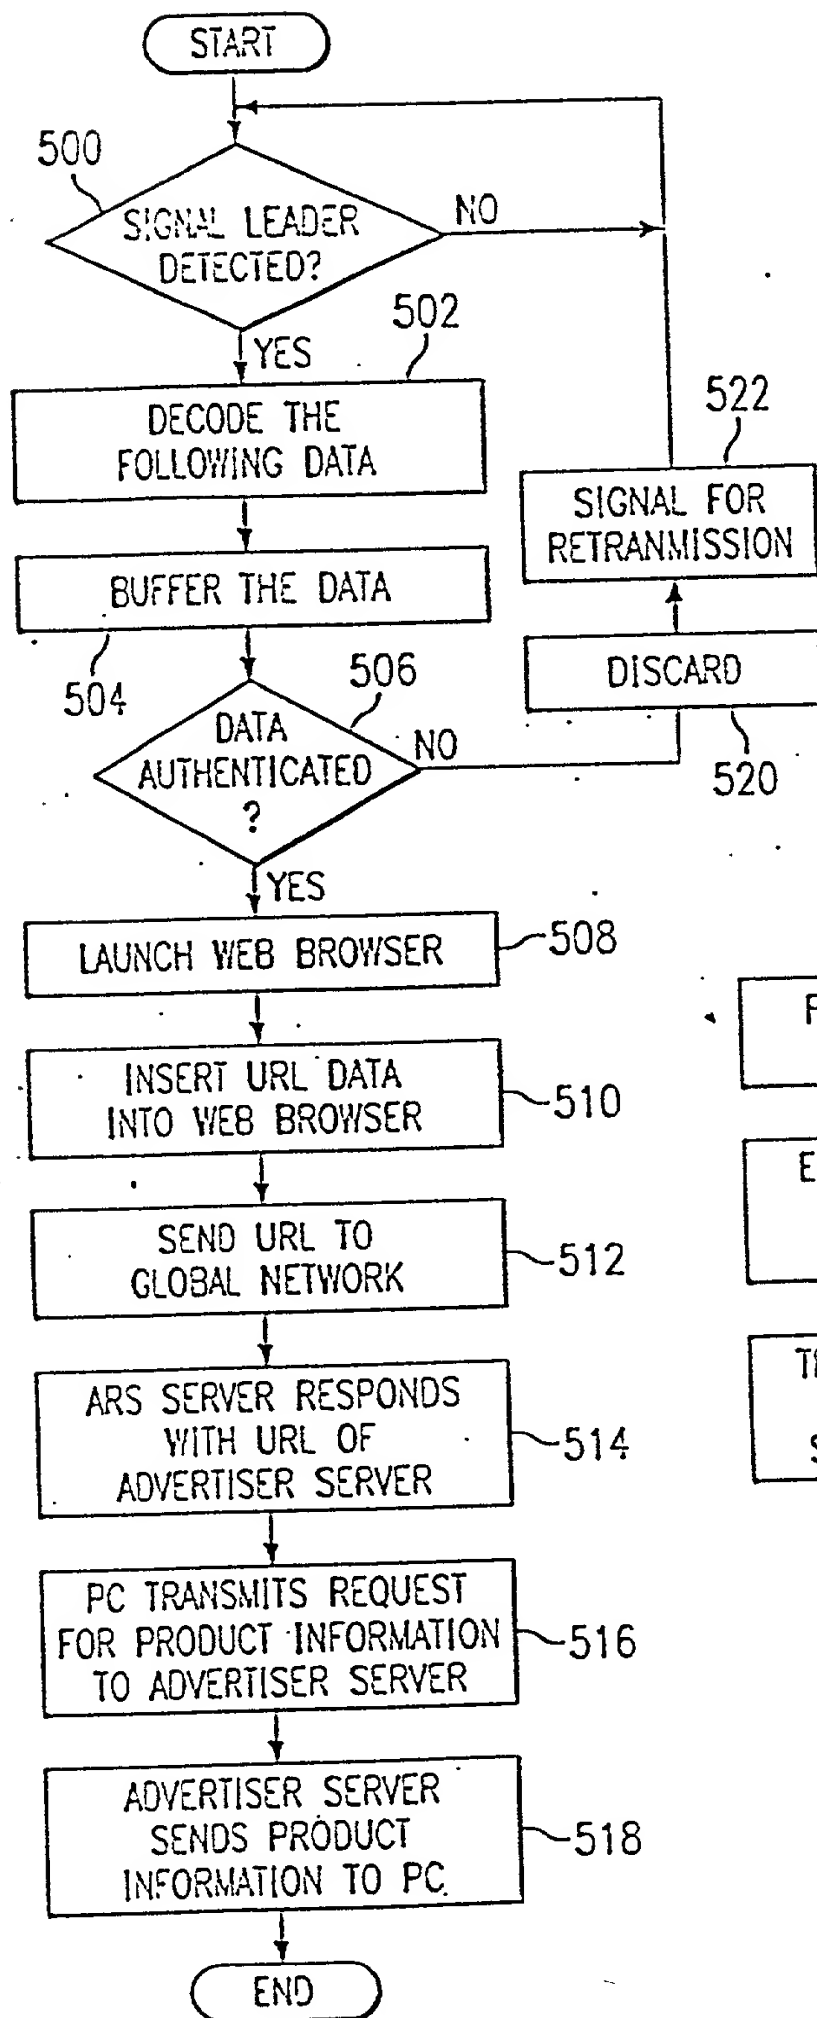 START
500
SIGNAL LEADER
DETECTED?
NO
YES
502
DECODE THE
FOLLOWING DATA
522
SIGNAL FOR
RETRANMISSION
BUFFER THE DATA
504
506
DISCARD
520
DATA
AUTHENTICATED
?
NO
YES
LAUNCH WEB BROWSER
508
INSERT URL DATA
INTO WEB BROWSER
510
SEND URL TO
GLOBAL NETWORK
512
ARS SERVER RESPONDS
WITH URL OF
ADVERTISER SERVER
514
PC TRANSMITS REQUEST
FOR PRODUCT INFORMATION
TO ADVERTISER SERVER
516
ADVERTISER SERVER
SENDS PRODUCT
INFORMATION TO PC
518
END